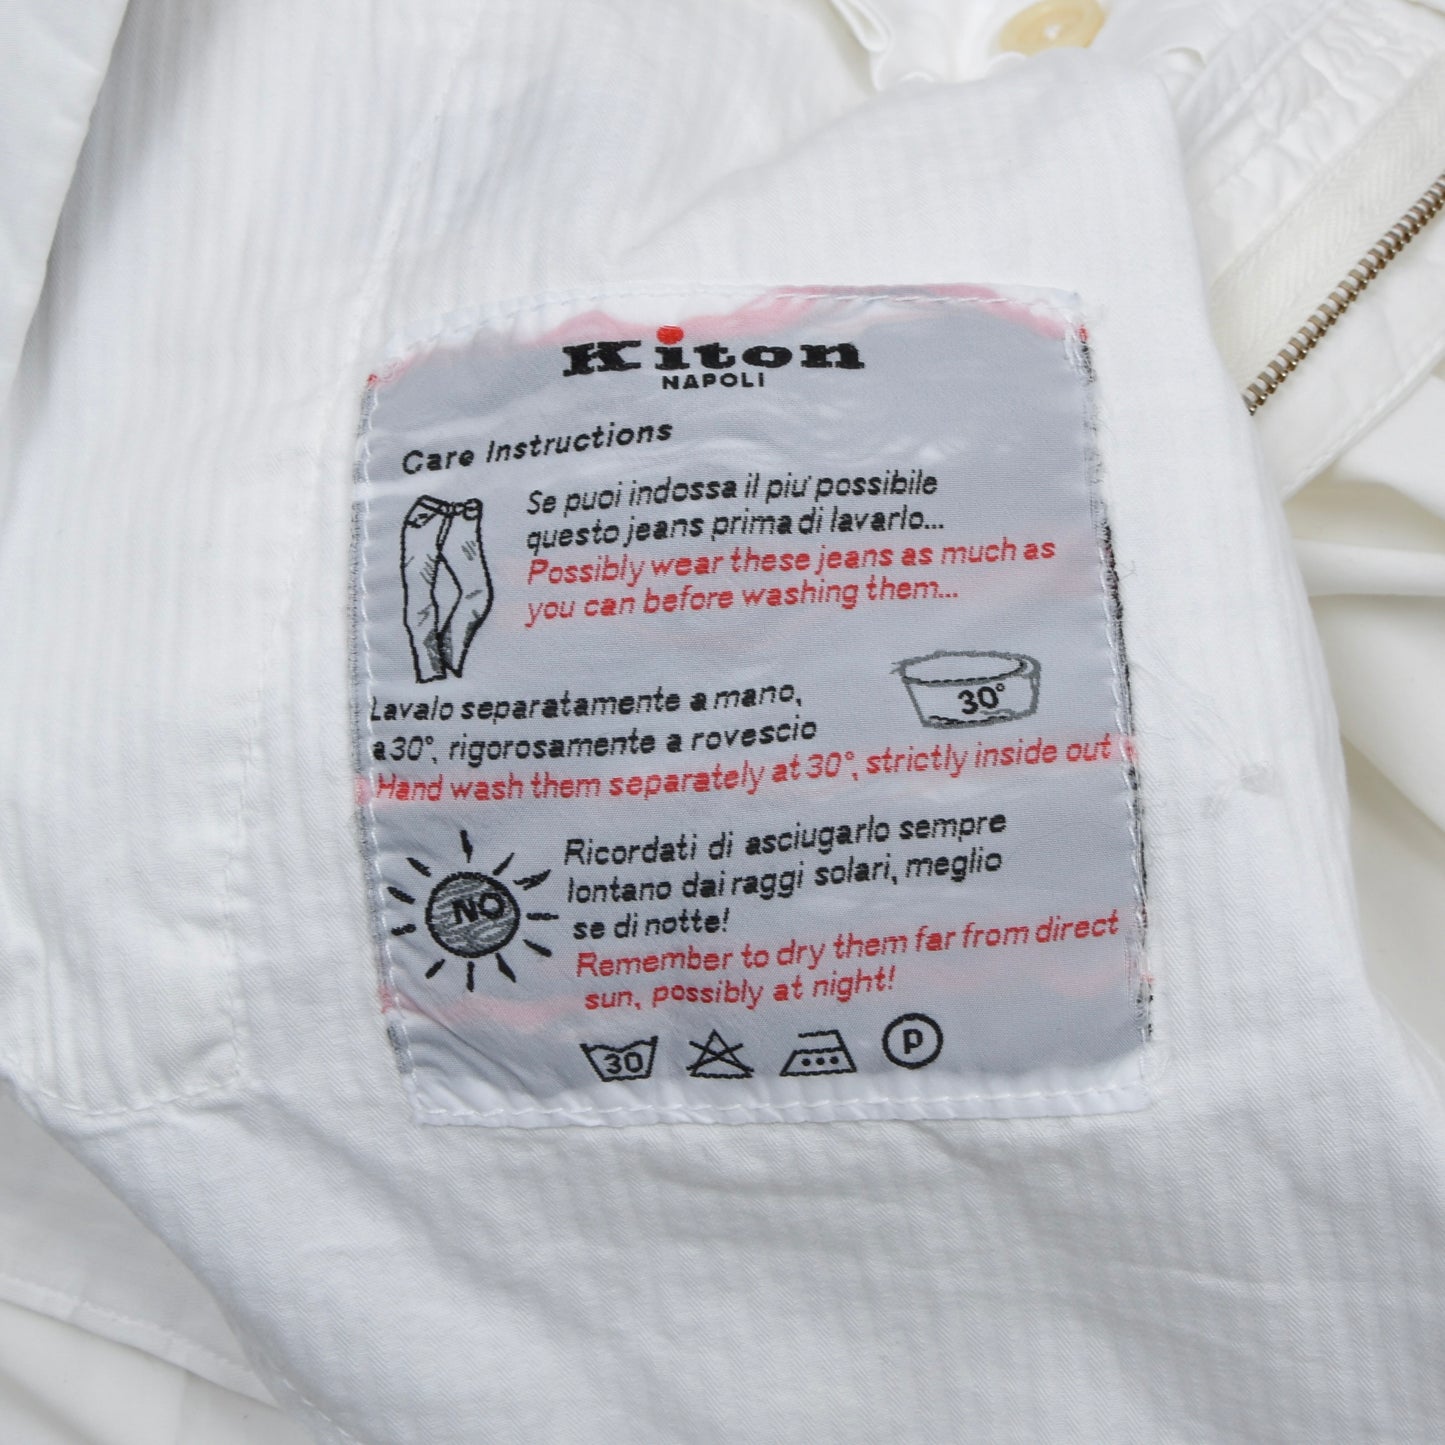 Kiton
NAPOLI
Care Instructions
Se puoi indossa il piu' possibile
questo jeans prima di lavarlo...
Possibly wear these jeans as much as
you can before washing them...
30°
Lavalo separatamente a mano,
a 30°, rigorosamente a rovescio
Hand wash them separately at 30°, strictly inside out
NO
Ricordati di asciugarlo sempre
lontano dai raggi solari, meglio
se di notte!
Remember to dry them far from direct
sun, possibly at night!
30 P